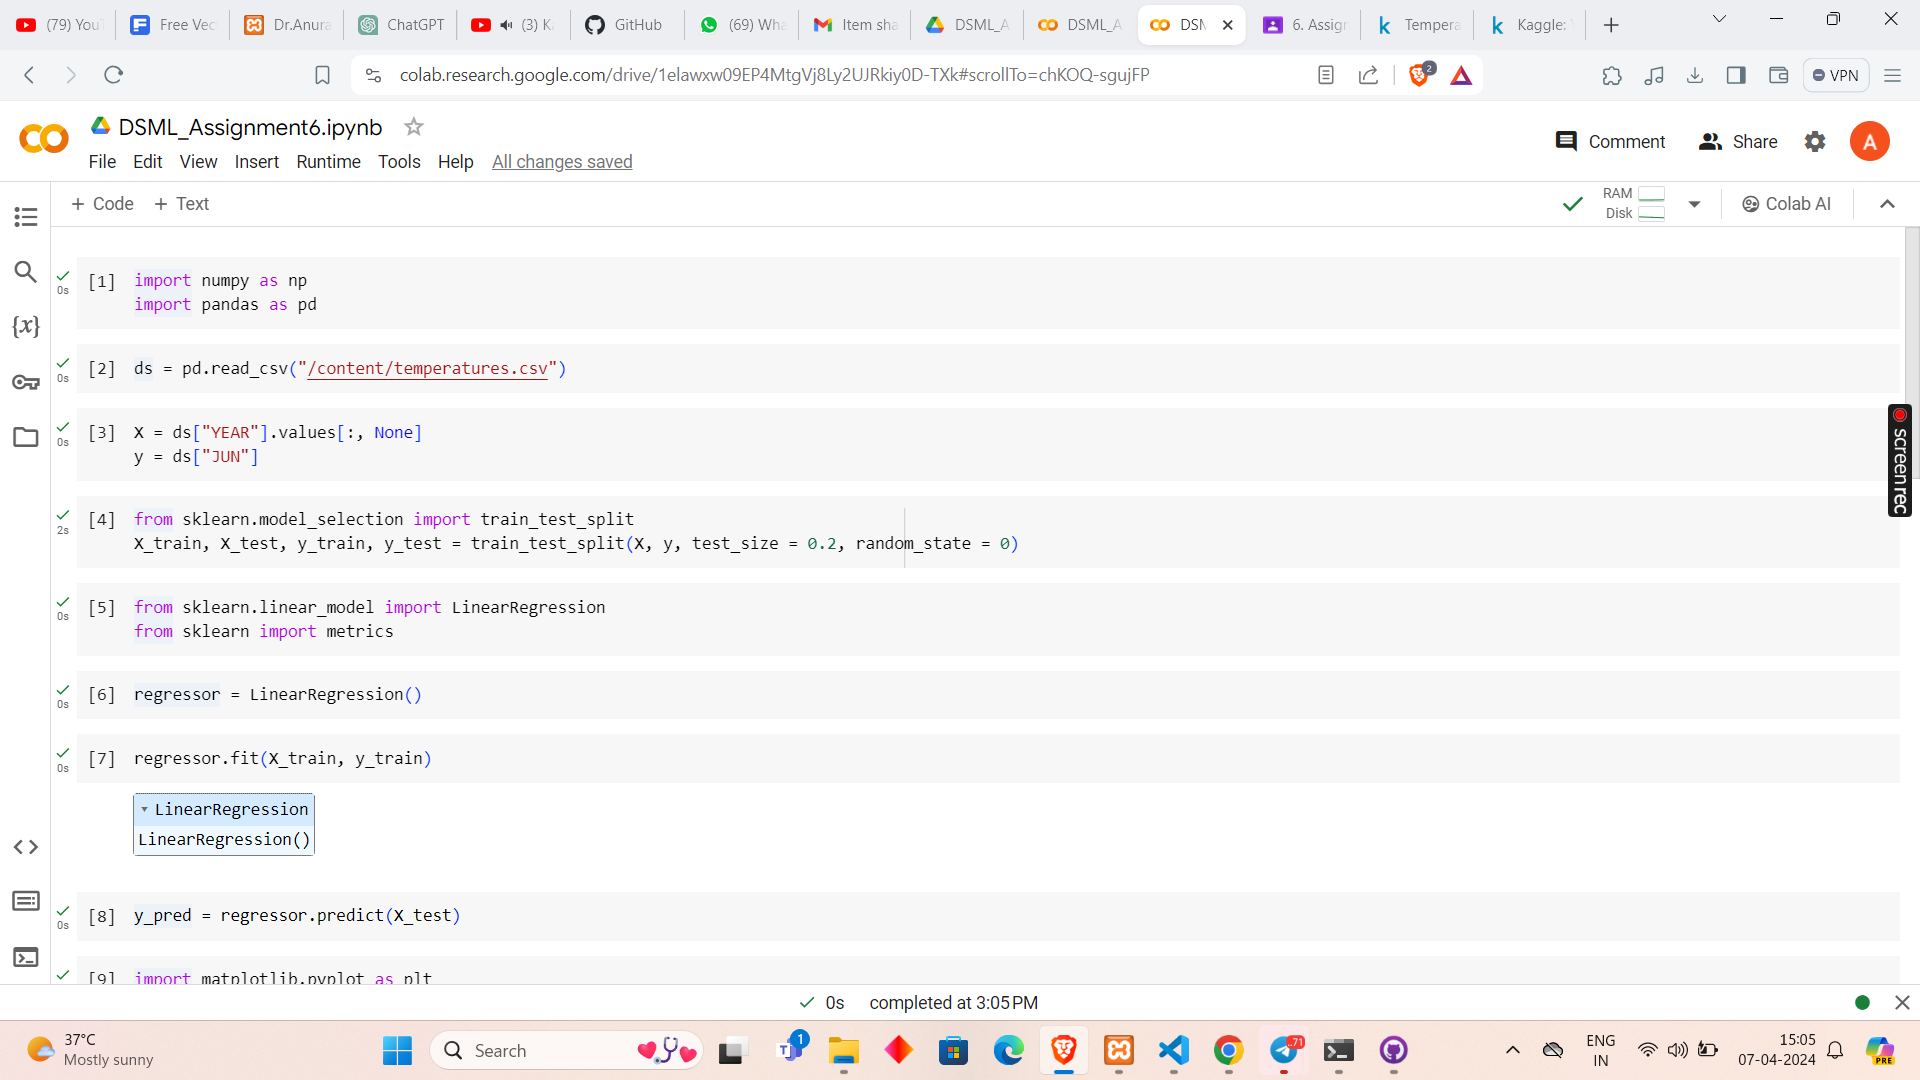 (79) You
Free Vec
Dr.Anura
ChatGPT
(3) Ka
GitHub
(69) Wha
Item sha
DSML_A
DSML_A
DSM
6. Assign
Tempera
Kaggle:
colab.research.google.com/drive/1elawxw09EP4MtgVj8Ly2UJRkiy0D-TXk#scrollTo=chKOQ-sgujFP
2
VPN
DSML_Assignment6.ipynb
Comment
Share
A
File Edit View Insert Runtime Tools Help All changes saved
+ Code + Text
RAM
Disk
Colab AI
[1] import numpy as np
0s
import pandas as pd
[2] ds = pd.read_csv("/content/temperatures.csv")
0s
[3] X = ds["YEAR"].values[:, None]
0s
y = ds["JUN"]
[4] from sklearn.model_selection import train_test_split
2s
X_train, X_test, y_train, y_test = train_test_split(X, y, test_size = 0.2, random_state = 0)
[5] from sklearn.linear_model import LinearRegression
0s
from sklearn import metrics
[6] regressor = LinearRegression()
0s
[7] regressor.fit(X_train, y_train)
0s
LinearRegression
LinearRegression()
[8] y_pred = regressor.predict(X_test)
0s
[9] import matplotlib.pyplot as plt
screenrec
0s completed at 3:05 PM
37°C
Mostly sunny
Search
1
71
ENG
IN
15:05
07-04-2024
PRE